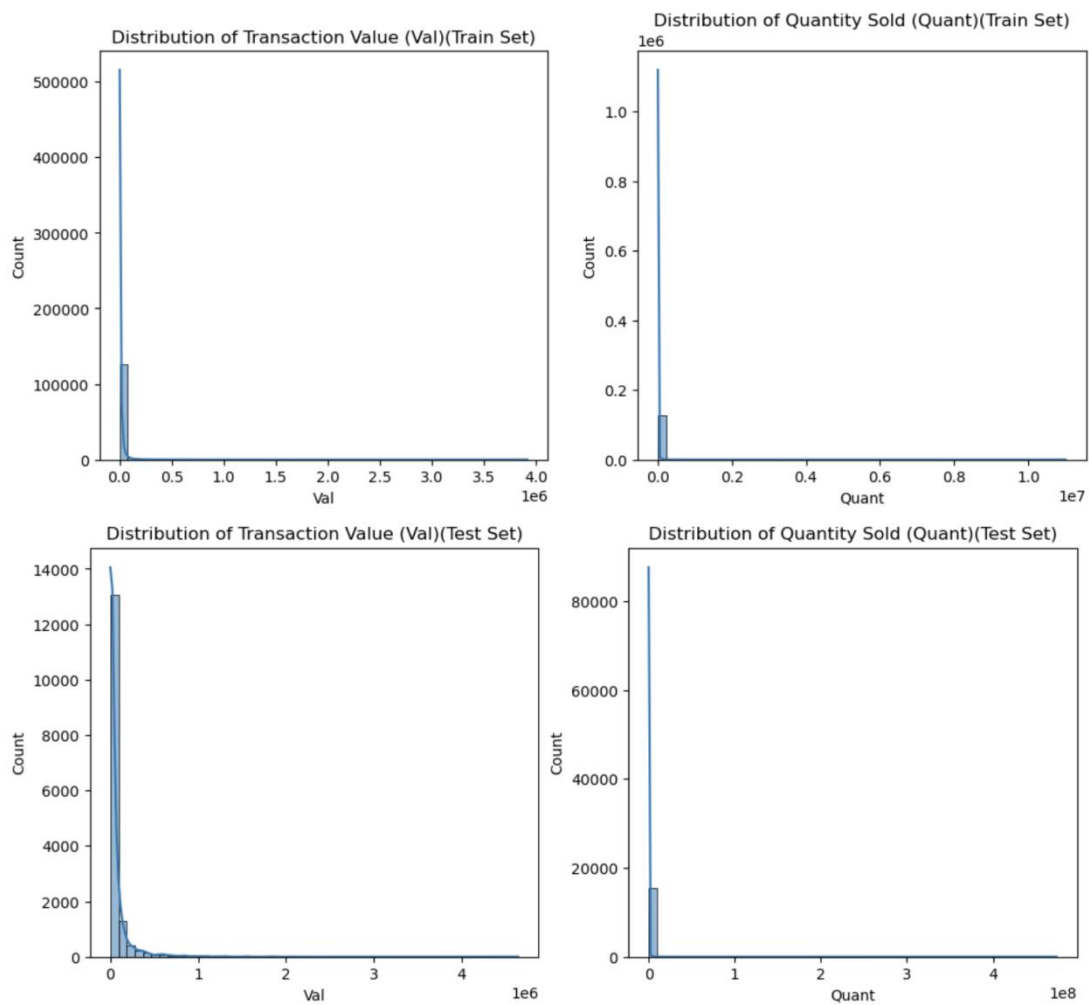 Distribution of Transaction Value (Val)(Train Set)
500000
400000
300000
200000
100000
0
Count
0.0 0.5 1.0 1.5 2.0 2.5 3.0 3.5 4.0
1e6
Val
Distribution of Quantity Sold (Quant)(Train Set)
1e6
1.0
0.8
0.6
0.4
0.2
0.0
Count
0.0 0.2 0.4 0.6 0.8 1.0
1e7
Quant
Distribution of Transaction Value (Val)(Test Set)
14000
12000
10000
8000
6000
4000
2000
0
Count
0 1 2 3 4
1e6
Val
Distribution of Quantity Sold (Quant)(Test Set)
80000
60000
40000
20000
0
Count
0 1 2 3 4
1e8
Quant